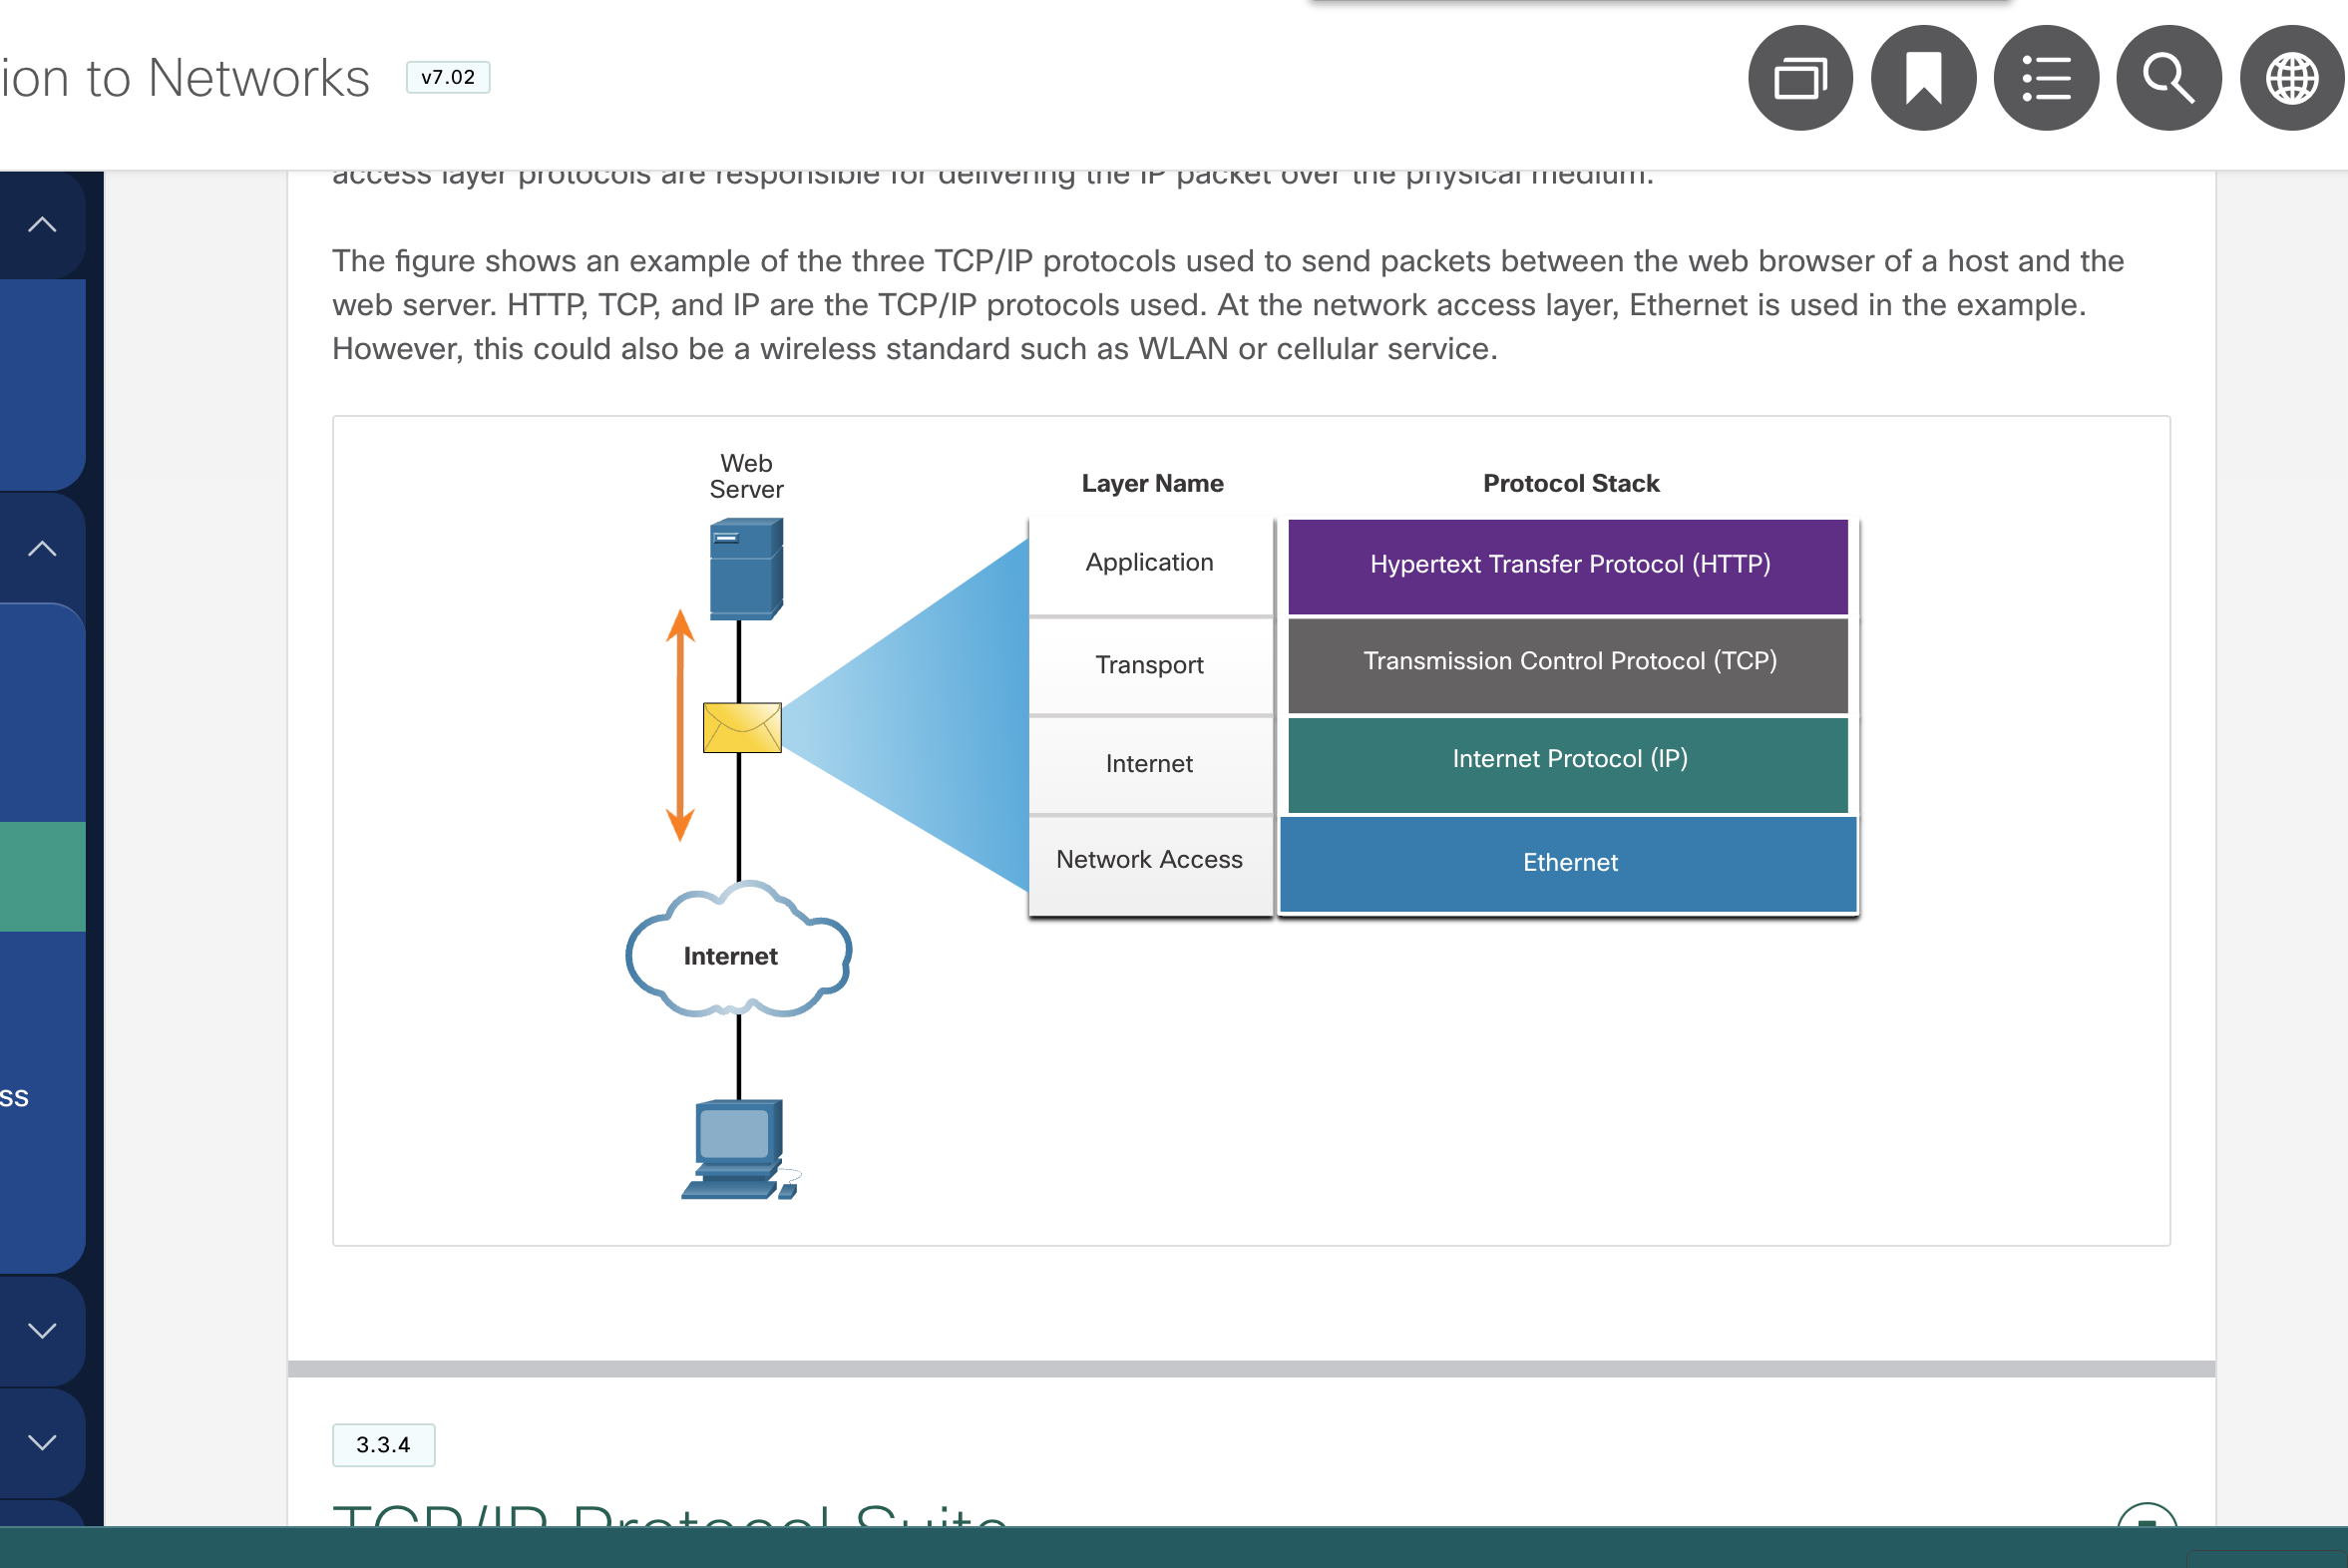 ion to Networks
v7.02
access layer protocols are responsible for delivering the IP packet over the physical medium.
The figure shows an example of the three TCP/IP protocols used to send packets between the web browser of a host and the
web server. HTTP, TCP, and IP are the TCP/IP protocols used. At the network access layer, Ethernet is used in the example.
However, this could also be a wireless standard such as WLAN or cellular service.
Web
Server
Internet
Layer Name
Protocol Stack
Application
Hypertext Transfer Protocol (HTTP)
Transport
Transmission Control Protocol (TCP)
Internet
Internet Protocol (IP)
Network Access
Ethernet
ss
3.3.4
TCP/IP Protocol Suite